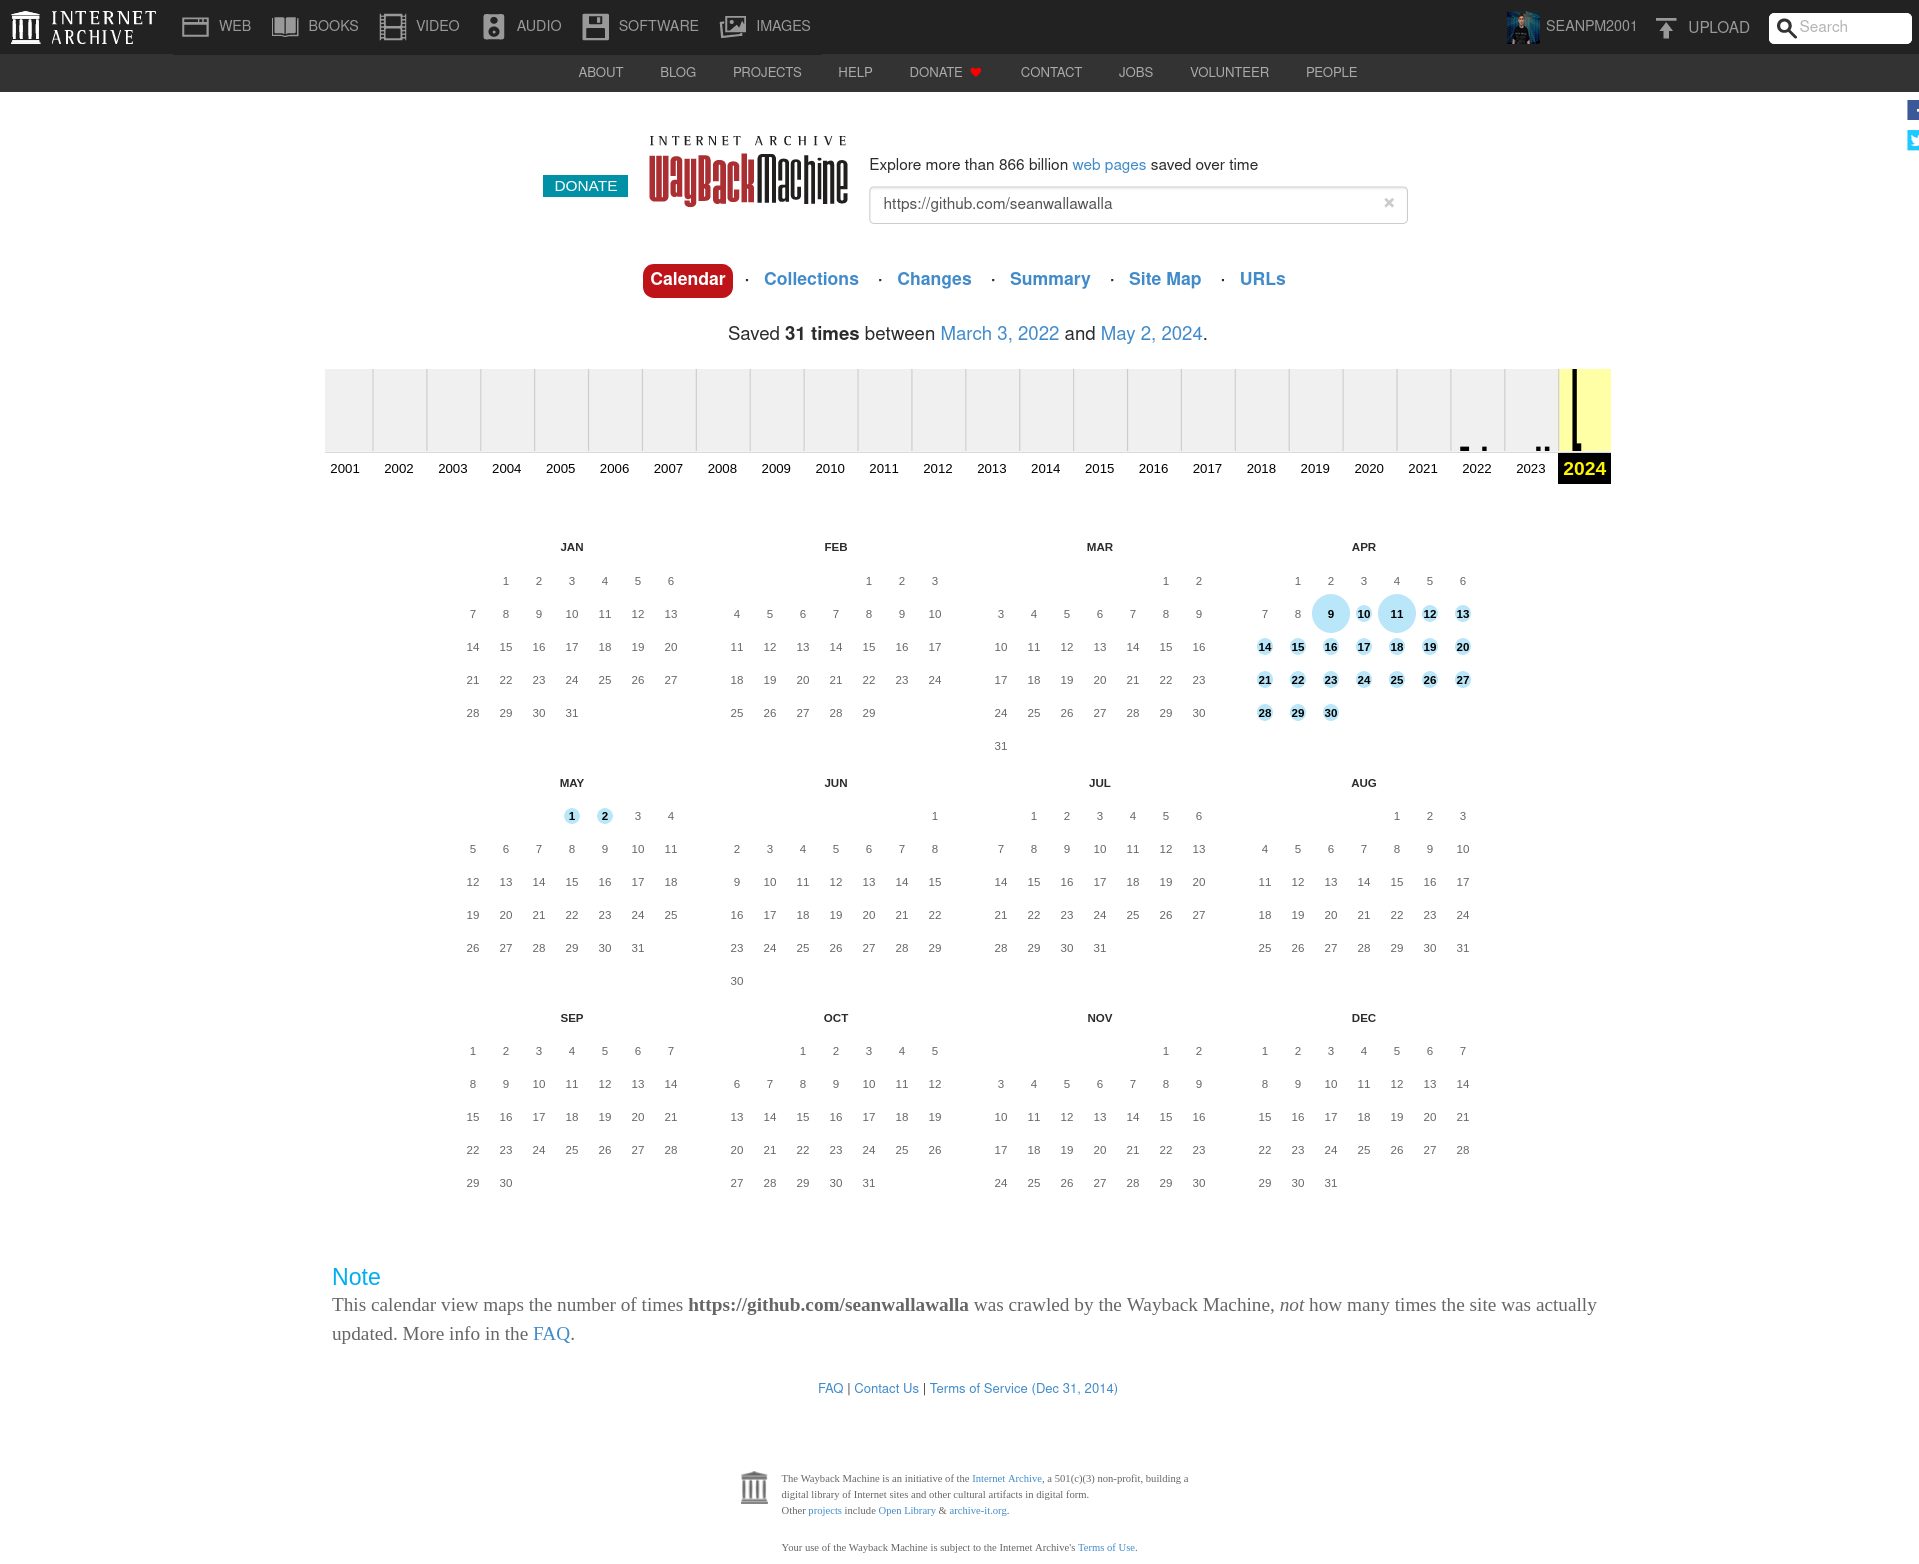 INTERNET ARCHIVE WEB BOOKS VIDEO AUDIO SOFTWARE IMAGES SEANPM2001 UPLOAD Search
ABOUT BLOG PROJECTS HELP DONATE CONTACT JOBS VOLUNTEER PEOPLE
INTERNET ARCHIVE
WayBackMachine
DONATE
Explore more than 866 billion web pages saved over time
https://github.com/seanwallawalla ×
Calendar · Collections · Changes · Summary · Site Map · URLs
Saved 31 times between March 3, 2022 and May 2, 2024.
2001 2002 2003 2004 2005 2006 2007 2008 2009 2010 2011 2012 2013 2014 2015 2016 2017 2018 2019 2020 2021 2022 2023 2024
JAN FEB MAR APR
1 2 3 4 5 6 1 2 3 1 2 1 2 3 4 5 6
7 8 9 10 11 12 13 4 5 6 7 8 9 10 3 4 5 6 7 8 9 7 8 9 10 11 12 13
14 15 16 17 18 19 20 11 12 13 14 15 16 17 10 11 12 13 14 15 16 14 15 16 17 18 19 20
21 22 23 24 25 26 27 18 19 20 21 22 23 24 17 18 19 20 21 22 23 21 22 23 24 25 26 27
28 29 30 31 25 26 27 28 29 24 25 26 27 28 29 30 28 29 30
31
MAY JUN JUL AUG
1 2 3 4 1 1 2 3 4 5 6 1 2 3
5 6 7 8 9 10 11 2 3 4 5 6 7 8 7 8 9 10 11 12 13 4 5 6 7 8 9 10
12 13 14 15 16 17 18 9 10 11 12 13 14 15 14 15 16 17 18 19 20 11 12 13 14 15 16 17
19 20 21 22 23 24 25 16 17 18 19 20 21 22 21 22 23 24 25 26 27 18 19 20 21 22 23 24
26 27 28 29 30 31 23 24 25 26 27 28 29 28 29 30 31 25 26 27 28 29 30 31
30
SEP OCT NOV DEC
1 2 3 4 5 6 7 1 2 3 4 5 1 2 1 2 3 4 5 6 7
8 9 10 11 12 13 14 6 7 8 9 10 11 12 3 4 5 6 7 8 9 8 9 10 11 12 13 14
15 16 17 18 19 20 21 13 14 15 16 17 18 19 10 11 12 13 14 15 16 15 16 17 18 19 20 21
22 23 24 25 26 27 28 20 21 22 23 24 25 26 17 18 19 20 21 22 23 22 23 24 25 26 27 28
29 30 27 28 29 30 31 24 25 26 27 28 29 30 29 30 31
Note
This calendar view maps the number of times https://github.com/seanwallawalla was crawled by the Wayback Machine, not how many times the site was actually
updated. More info in the FAQ.
FAQ | Contact Us | Terms of Service (Dec 31, 2014)
The Wayback Machine is an initiative of the Internet Archive, a 501(c)(3) non-profit, building a
digital library of Internet sites and other cultural artifacts in digital form.
Other projects include Open Library & archive-it.org.
Your use of the Wayback Machine is subject to the Internet Archive's Terms of Use.